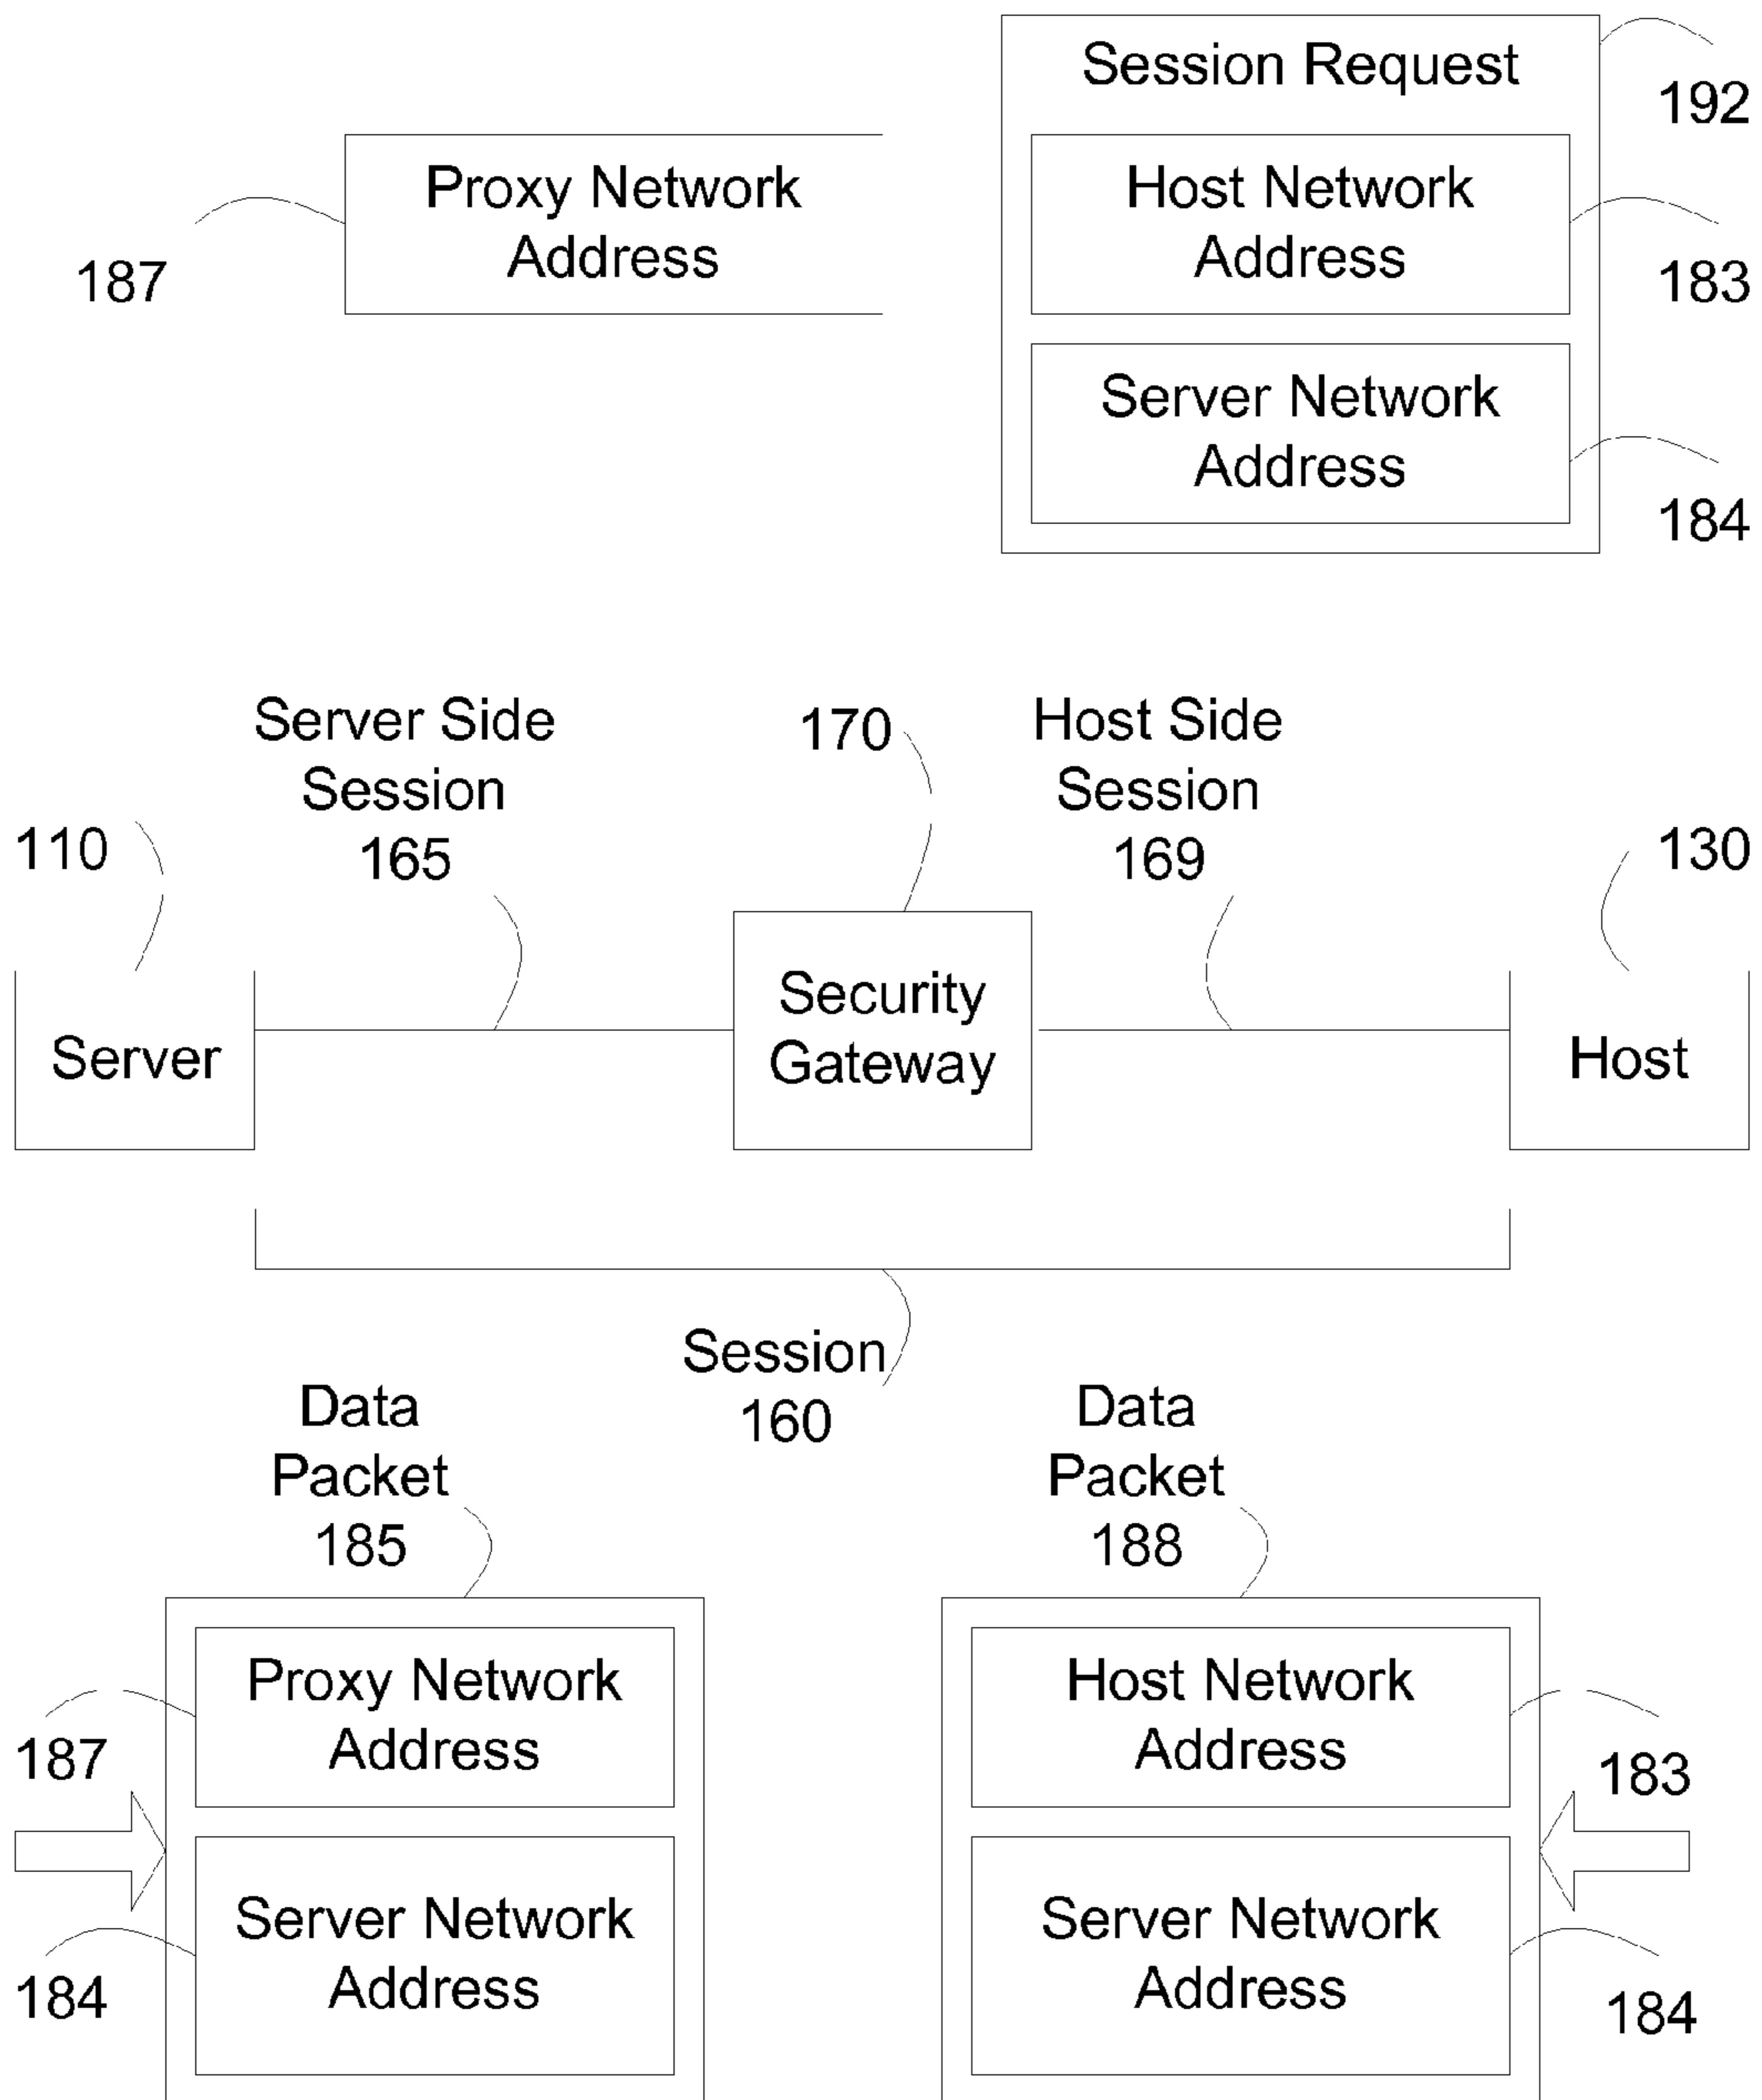 Session Request
192
Proxy Network
Address
187
Host Network
Address
183
Server Network
Address
184
Server Side
Session
165
170
Host Side
Session
169
110
130
Server
Security
Gateway
Host
Session
160
Data
Packet
185
Data
Packet
188
Proxy Network
Address
187
Server Network
Address
184
Host Network
Address
183
Server Network
Address
184